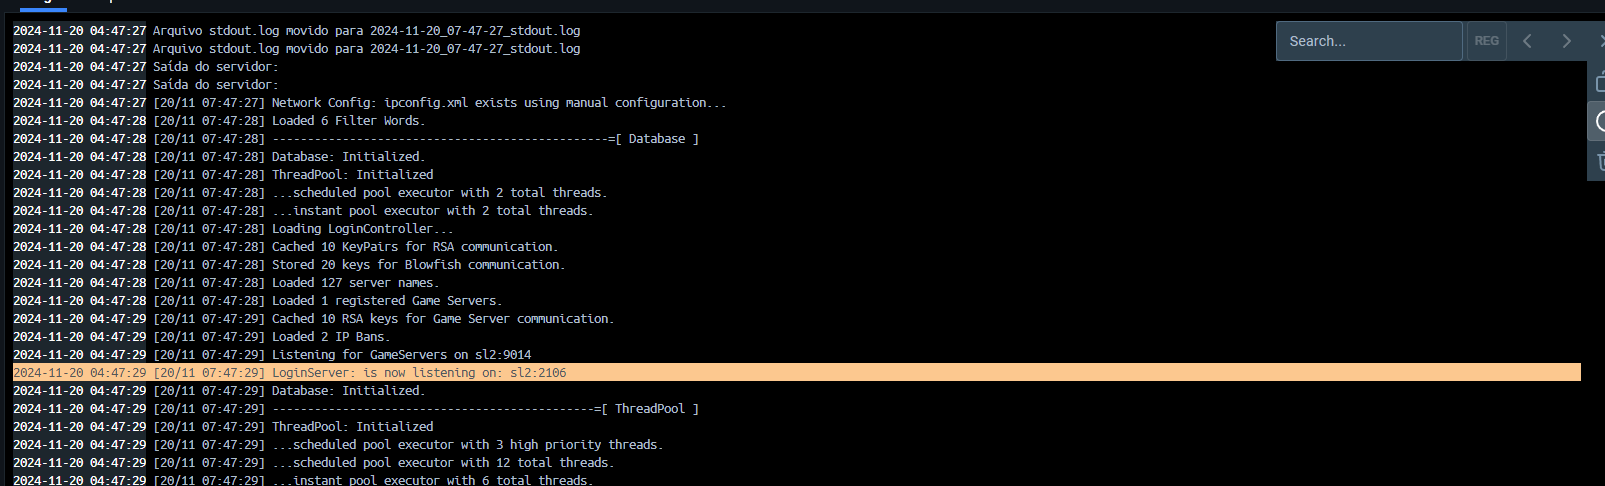 2024-11-20 04:47:27 Arquivo stdout.log movido para 2024-11-20_07-47-27_stdout.log
2024-11-20 04:47:27 Arquivo stdout.log movido para 2024-11-20_07-47-27_stdout.log
2024-11-20 04:47:27 Saída do servidor:
2024-11-20 04:47:27 Saída do servidor:
2024-11-20 04:47:27 [20/11 07:47:27] Network Config: ipconfig.xml exists using manual configuration...
2024-11-20 04:47:28 [20/11 07:47:28] Loaded 6 Filter Words.
2024-11-20 04:47:28 [20/11 07:47:28] ------------------------------------------------=[ Database ]
2024-11-20 04:47:28 [20/11 07:47:28] Database: Initialized.
2024-11-20 04:47:28 [20/11 07:47:28] ThreadPool: Initialized
2024-11-20 04:47:28 [20/11 07:47:28] ...scheduled pool executor with 2 total threads.
2024-11-20 04:47:28 [20/11 07:47:28] ...instant pool executor with 2 total threads.
2024-11-20 04:47:28 [20/11 07:47:28] Loading LoginController...
2024-11-20 04:47:28 [20/11 07:47:28] Cached 10 KeyPairs for RSA communication.
2024-11-20 04:47:28 [20/11 07:47:28] Stored 20 keys for Blowfish communication.
2024-11-20 04:47:28 [20/11 07:47:28] Loaded 127 server names.
2024-11-20 04:47:28 [20/11 07:47:28] Loaded 1 registered Game Servers.
2024-11-20 04:47:29 [20/11 07:47:29] Cached 10 RSA keys for Game Server communication.
2024-11-20 04:47:29 [20/11 07:47:29] Loaded 2 IP Bans.
2024-11-20 04:47:29 [20/11 07:47:29] Listening for GameServers on sl2:9014
2024-11-20 04:47:29 [20/11 07:47:29] LoginServer: is now listening on: sl2:2106
2024-11-20 04:47:29 [20/11 07:47:29] Database: Initialized.
2024-11-20 04:47:29 [20/11 07:47:29] ----------------------------------------------=[ ThreadPool ]
2024-11-20 04:47:29 [20/11 07:47:29] ThreadPool: Initialized
2024-11-20 04:47:29 [20/11 07:47:29] ...scheduled pool executor with 3 high priority threads.
2024-11-20 04:47:29 [20/11 07:47:29] ...scheduled pool executor with 12 total threads.
2024-11-20 04:47:29 [20/11 07:47:29] ...instant pool executor with 6 total threads.
Search...
REG